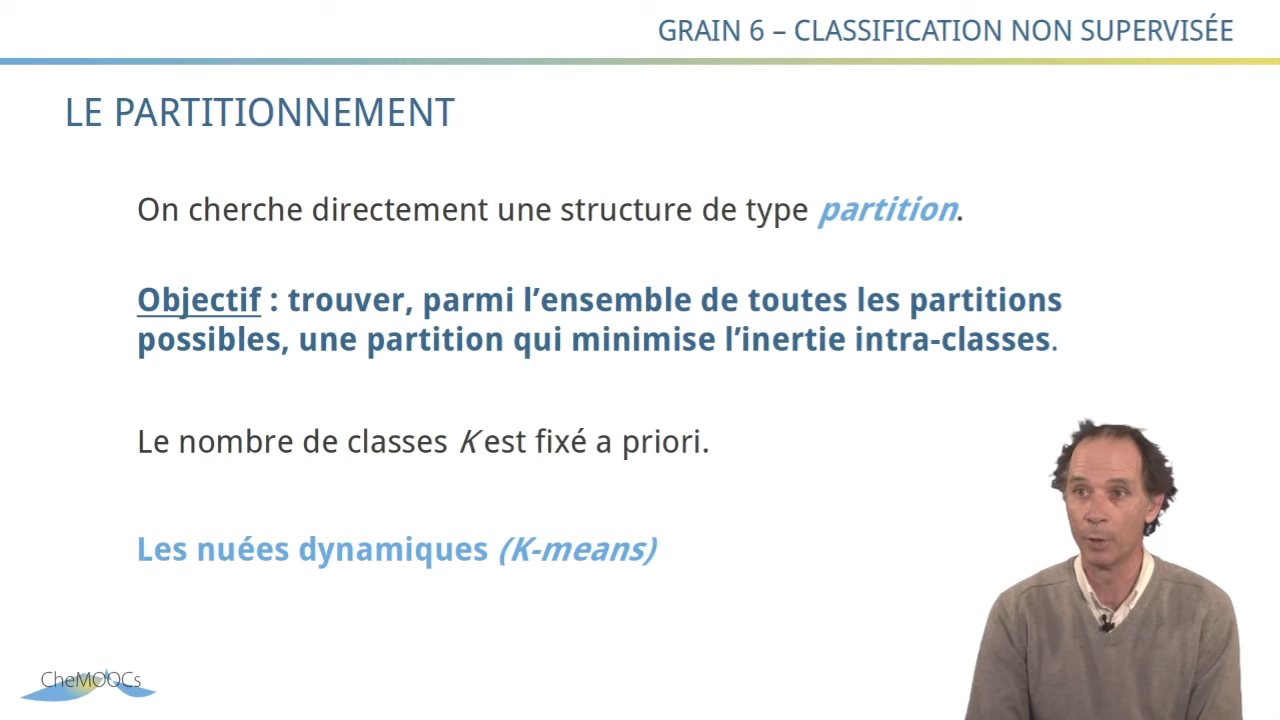 GRAIN 6 – CLASSIFICATION NON SUPERVISÉE
LE PARTITIONNEMENT
On cherche directement une structure de type partition.
Objectif : trouver, parmi l’ensemble de toutes les partitions
possibles, une partition qui minimise l’inertie intra-classes.
Le nombre de classes K est fixé a priori.
Les nuées dynamiques (K-means)
CheMOOCs